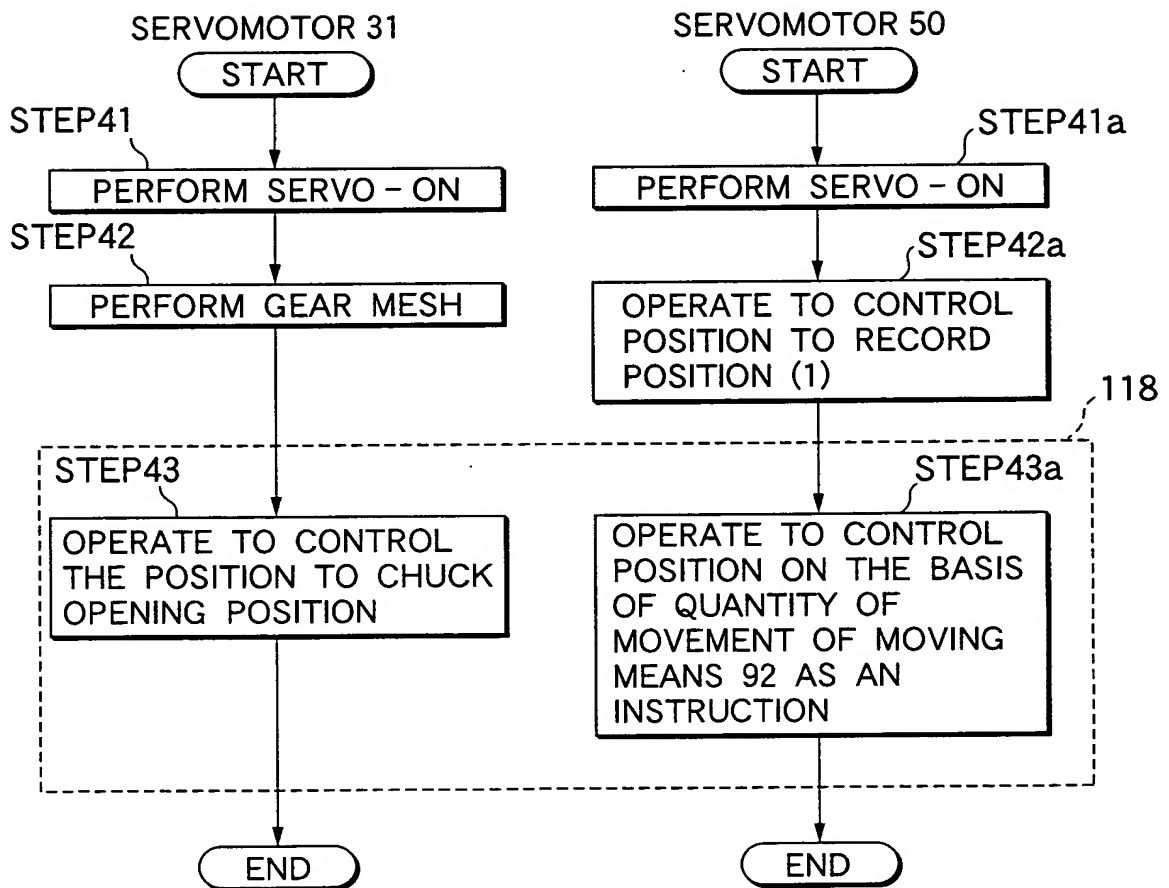 SERVOMOTOR 31
START
STEP41
PERFORM SERVO-ON
STEP42
PERFORM GEAR MESH
STEP43
OPERATE TO CONTROL
THE POSITION TO CHUCK
OPENING POSITION
END
SERVOMOTOR 50
START
STEP41a
PERFORM SERVO-ON
STEP42a
OPERATE TO CONTROL
POSITION TO RECORD
POSITION (1)
118
STEP43a
OPERATE TO CONTROL
POSITION ON THE BASIS
OF QUANTITY OF
MOVEMENT OF MOVING
MEANS 92 AS AN
INSTRUCTION
END